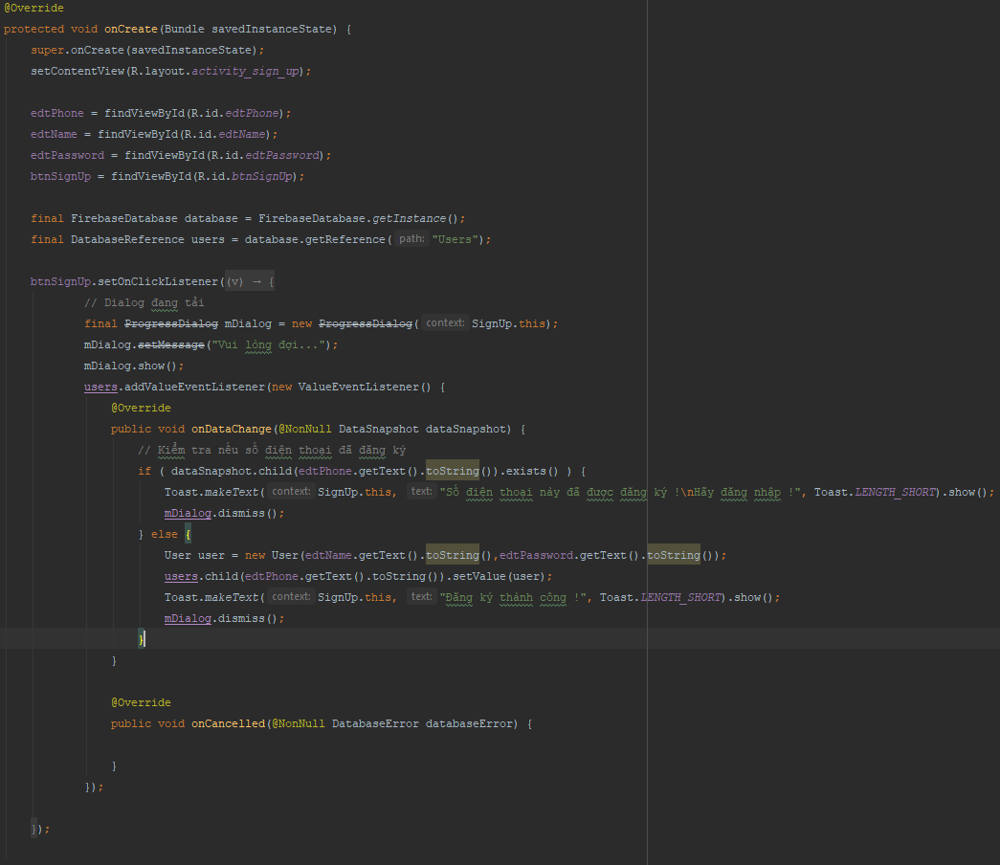 @Override
protected void onCreate(Bundle savedInstanceState) {
super.onCreate(savedInstanceState);
setContentView(R.layout.activity_sign_up);
edtPhone = findViewById(R.id.edtPhone);
edtName = findViewById(R.id.edtName);
edtPassword = findViewById(R.id.edtPassword);
btnSignUp = findViewById(R.id.btnSignUp);
final FirebaseDatabase database = FirebaseDatabase.getInstance();
final DatabaseReference users = database.getReference( path: "Users");
btnSignUp.setOnClickListener((v) → {
// Dialog đang tải
final ProgressDialog mDialog = new ProgressDialog( context: SignUp.this);
mDialog.setMessage("Vui lòng đợi...");
mDialog.show();
users.addValueEventListener(new ValueEventListener() {
@Override
public void onDataChange(@NonNull DataSnapshot dataSnapshot) {
// Kiểm tra nếu số điện thoại đã đăng ký
if ( dataSnapshot.child(edtPhone.getText().toString()).exists() ) {
Toast.makeText( context: SignUp.this, text: "Số điện thoại này đã được đăng ký !\nHãy đăng nhập !", Toast.LENGTH_SHORT).show();
mDialog.dismiss();
} else {
User user = new User(edtName.getText().toString(),edtPassword.getText().toString());
users.child(edtPhone.getText().toString()).setValue(user);
Toast.makeText( context: SignUp.this, text: "Đăng ký thành công !", Toast.LENGTH_SHORT).show();
mDialog.dismiss();
}
}
@Override
public void onCancelled(@NonNull DatabaseError databaseError) {
}
});
});